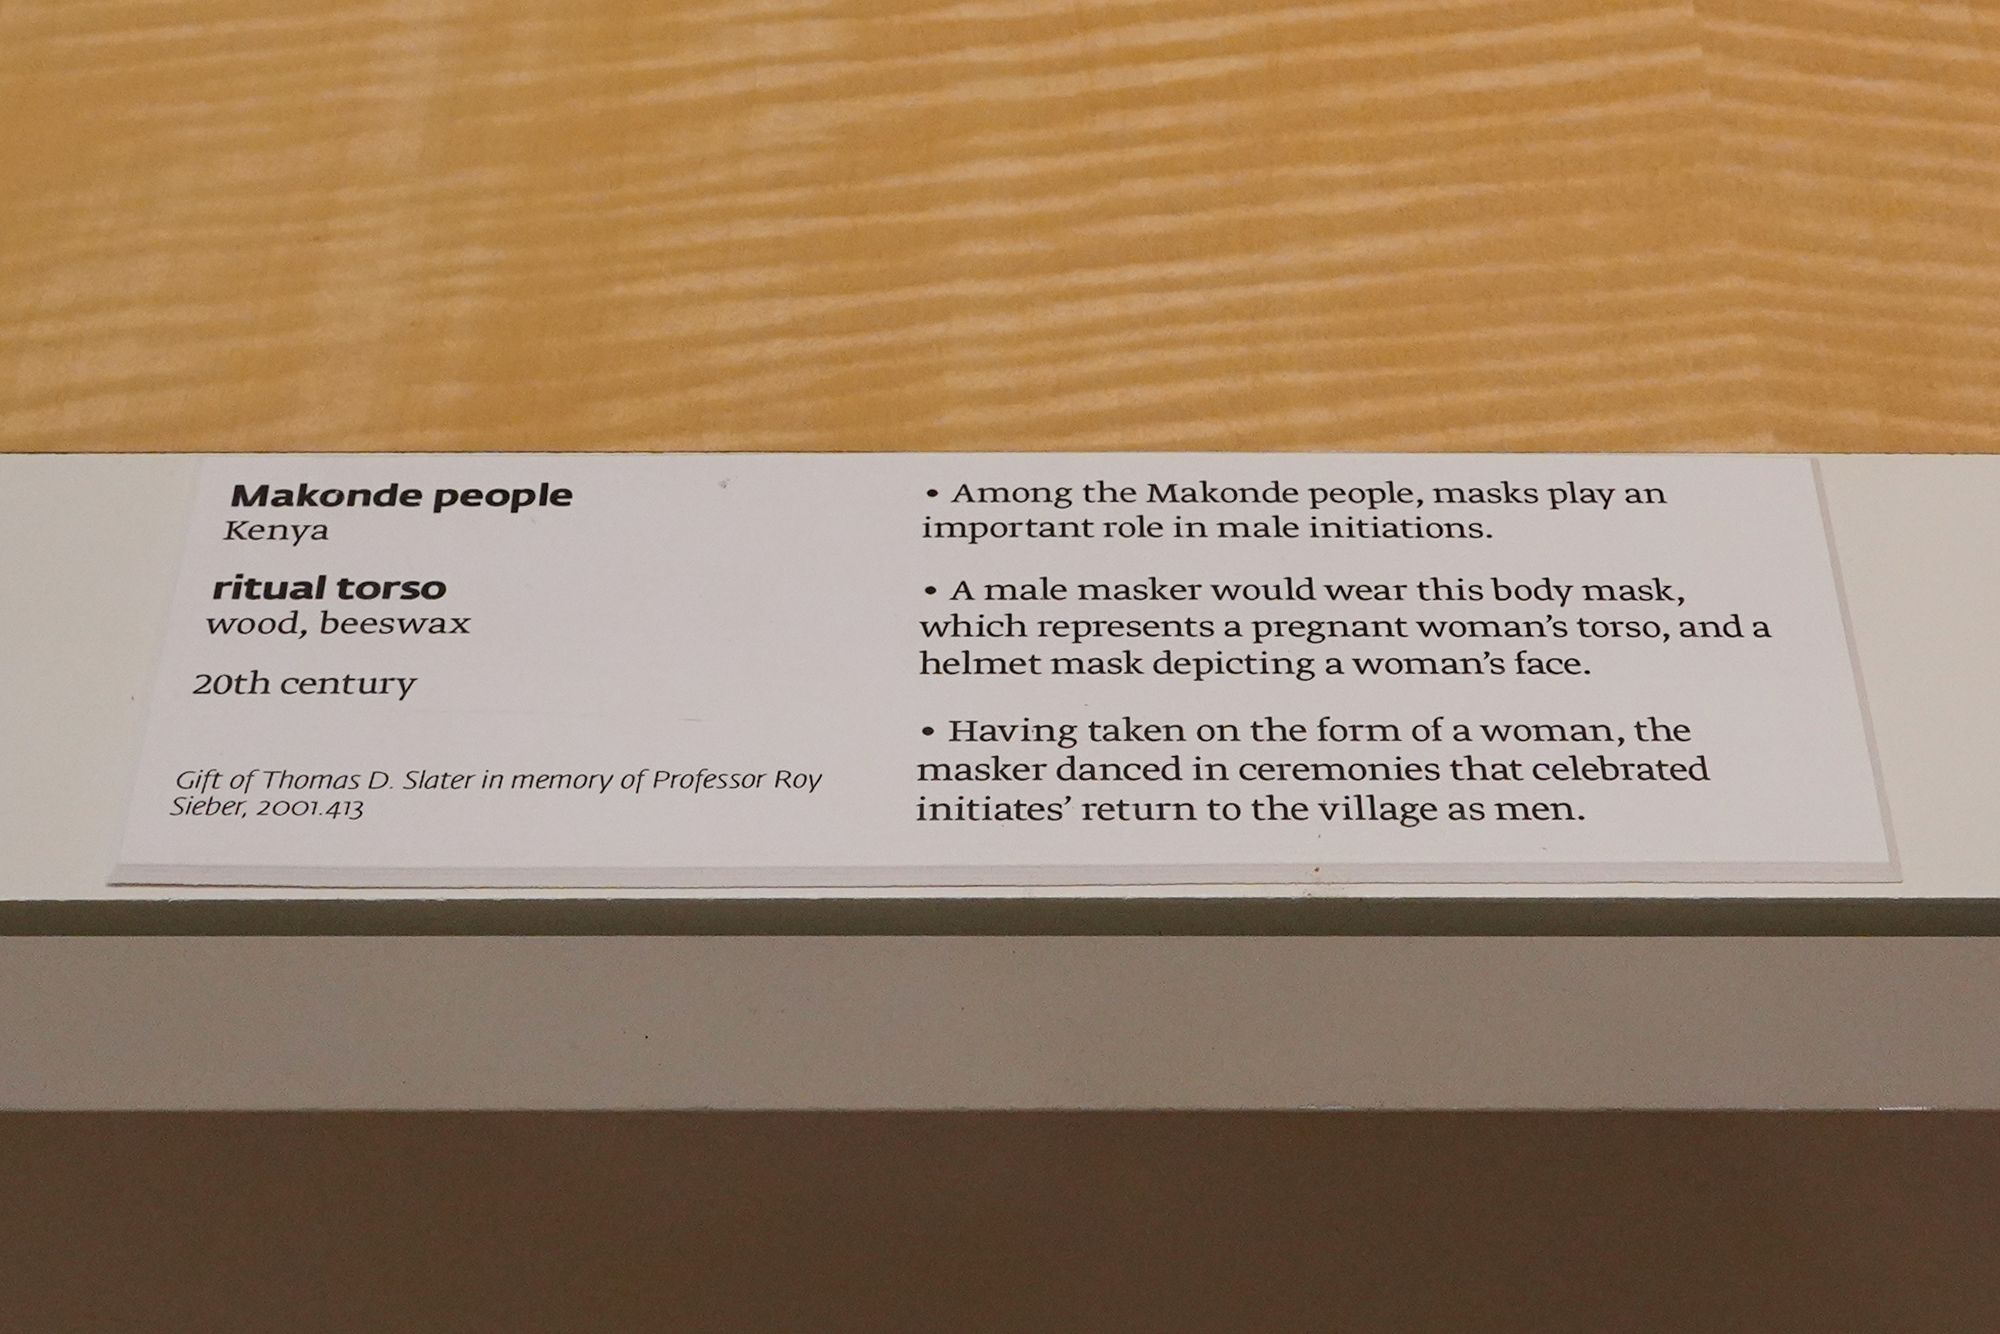 Makonde people
Kenya
ritual torso
wood, beeswax
20th century
Gift of Thomas D. Slater in memory of Professor Roy
Sieber, 2001.413
• Among the Makonde people, masks play an
important role in male initiations.
• A male masker would wear this body mask,
which represents a pregnant woman’s torso, and a
helmet mask depicting a woman’s face.
• Having taken on the form of a woman, the
masker danced in ceremonies that celebrated
initiates’ return to the village as men.